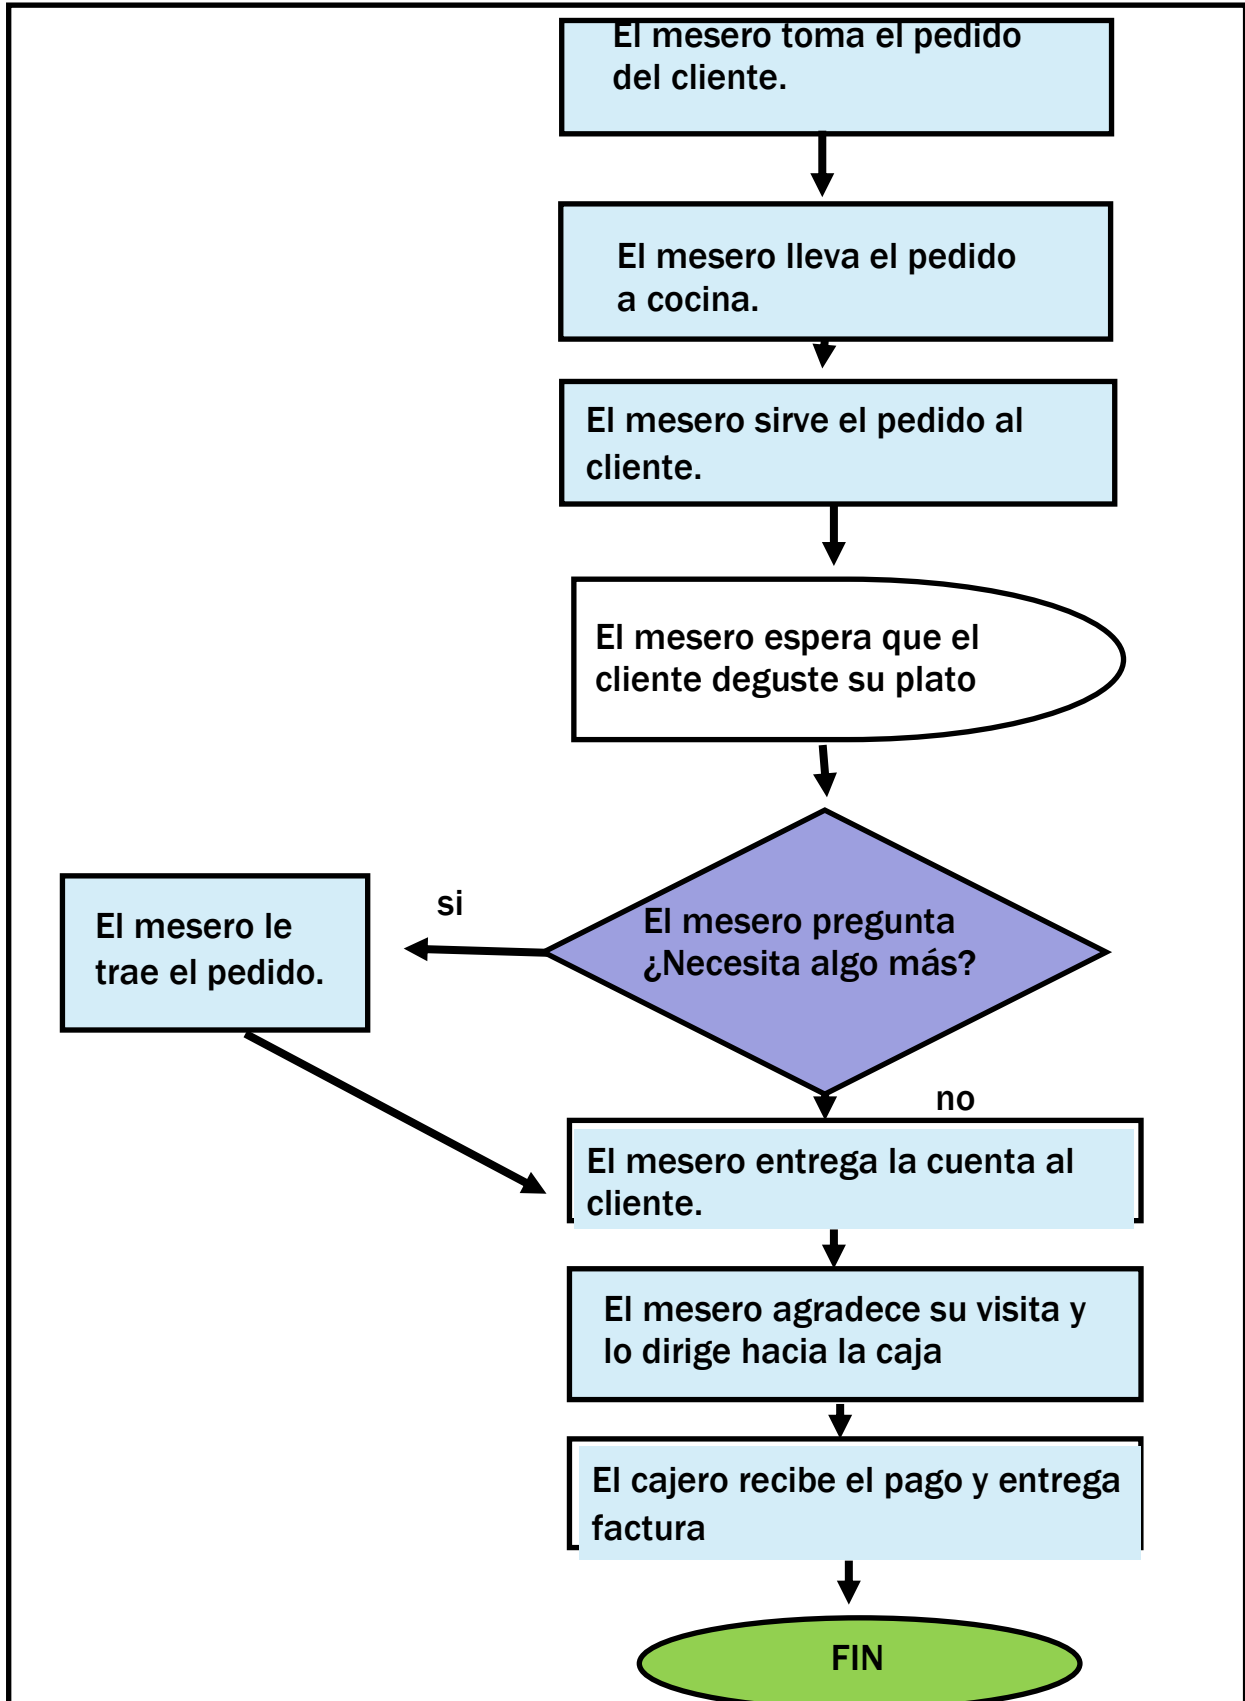 El mesero toma el pedido
del cliente.
El mesero lleva el pedido
a cocina.
El mesero sirve el pedido al
cliente.
El mesero espera que el
cliente deguste su plato
si
El mesero le
trae el pedido.
El mesero pregunta
¿Necesita algo más?
no
El mesero entrega la cuenta al
cliente.
El mesero agradece su visita y
lo dirige hacia la caja
El cajero recibe el pago y entrega
factura
FIN